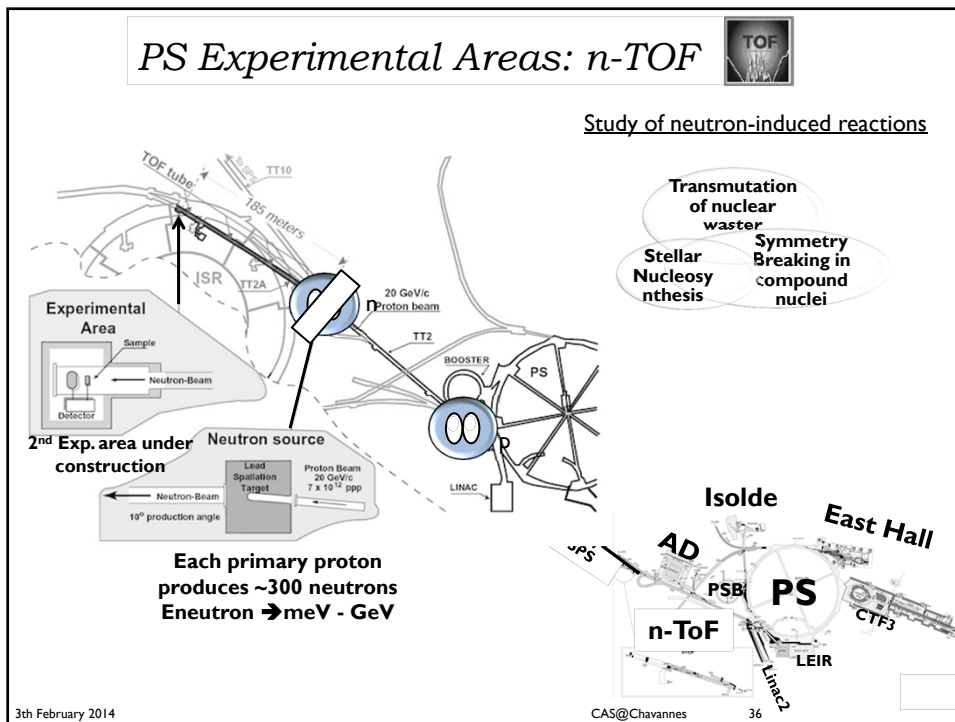 PS Experimental Areas: n-TOF
TOF
Study of neutron-induced reactions
Transmutation
of nuclear
waster
Stellar
Nucleosy
nthesis
Symmetry
Breaking in
compound
nuclei
TOF tube
To SPS
TT10
185 meters
ISR
TT2A
n
20 GeV/c
Proton beam
TT2
BOOSTER
PS
LINAC
Experimental
Area
Sample
Neutron-Beam
Detector
2nd Exp. area under
construction
Neutron source
Lead
Spallation
Target
Proton Beam
20 GeV/c
7 x 10¹² ppp
Neutron-Beam
10° production angle
Each primary proton
produces ~300 neutrons
Eneutron ➔meV - GeV
Isolde
East Hall
SPS
AD
PSB
PS
CTF3
n-ToF
LEIR
Linac2
3th February 2014
CAS@Chavannes
36